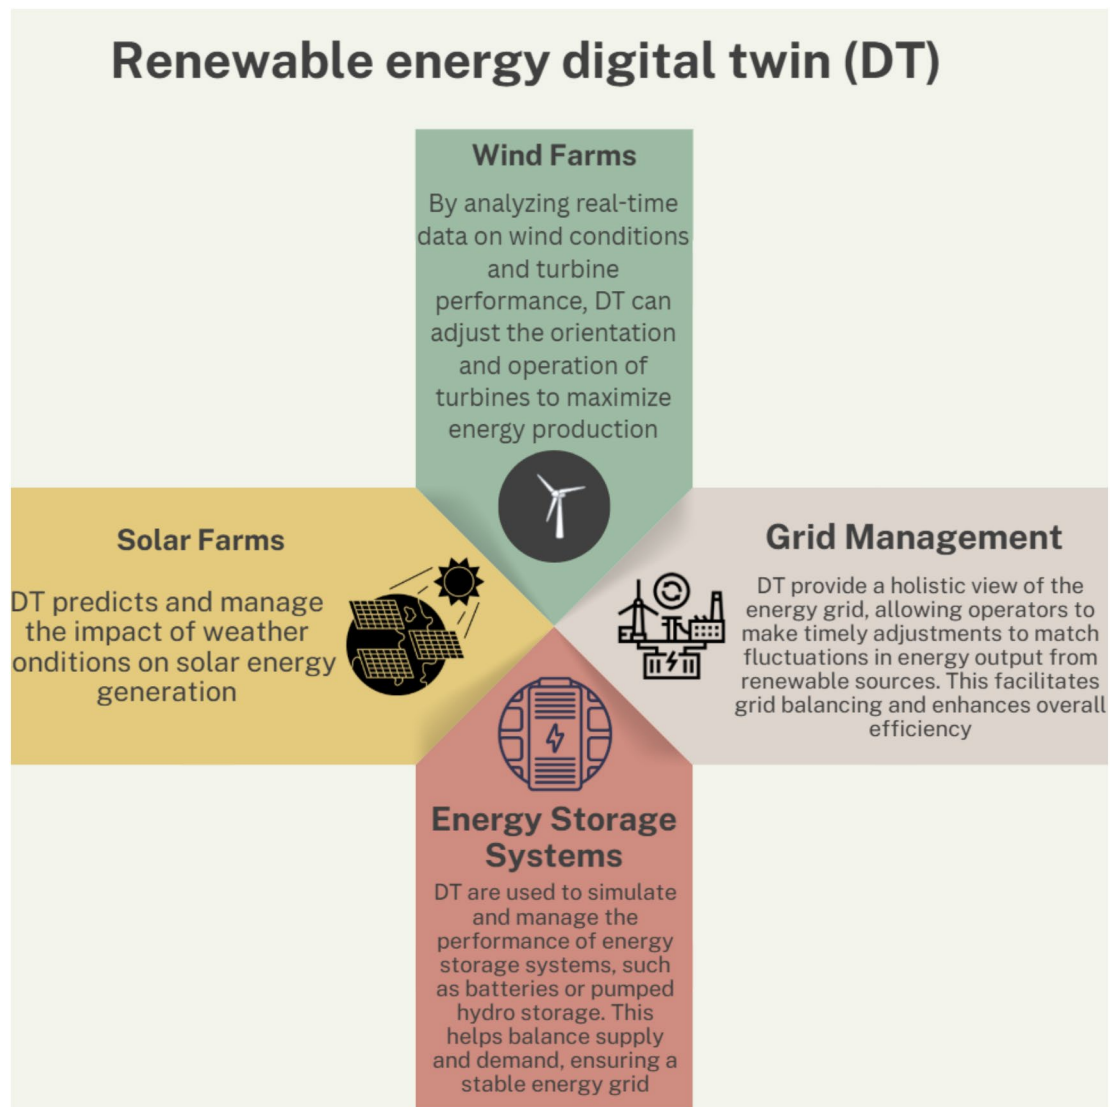 Renewable energy digital twin (DT)
Wind Farms
By analyzing real-time
data on wind conditions
and turbine
performance, DT can
adjust the orientation
and operation of
turbines to maximize
energy production
Solar Farms
DT predicts and manage
the impact of weather
onditions on solar energy
generation
Grid Management
DT provide a holistic view of the
energy grid, allowing operators to
make timely adjustments to match
fluctuations in energy output from
renewable sources. This facilitates
grid balancing and enhances overall
efficiency
Energy Storage
Systems
DT are used to simulate
and manage the
performance of energy
storage systems, such
as batteries or pumped
hydro storage. This
helps balance supply
and demand, ensuring a
stable energy grid